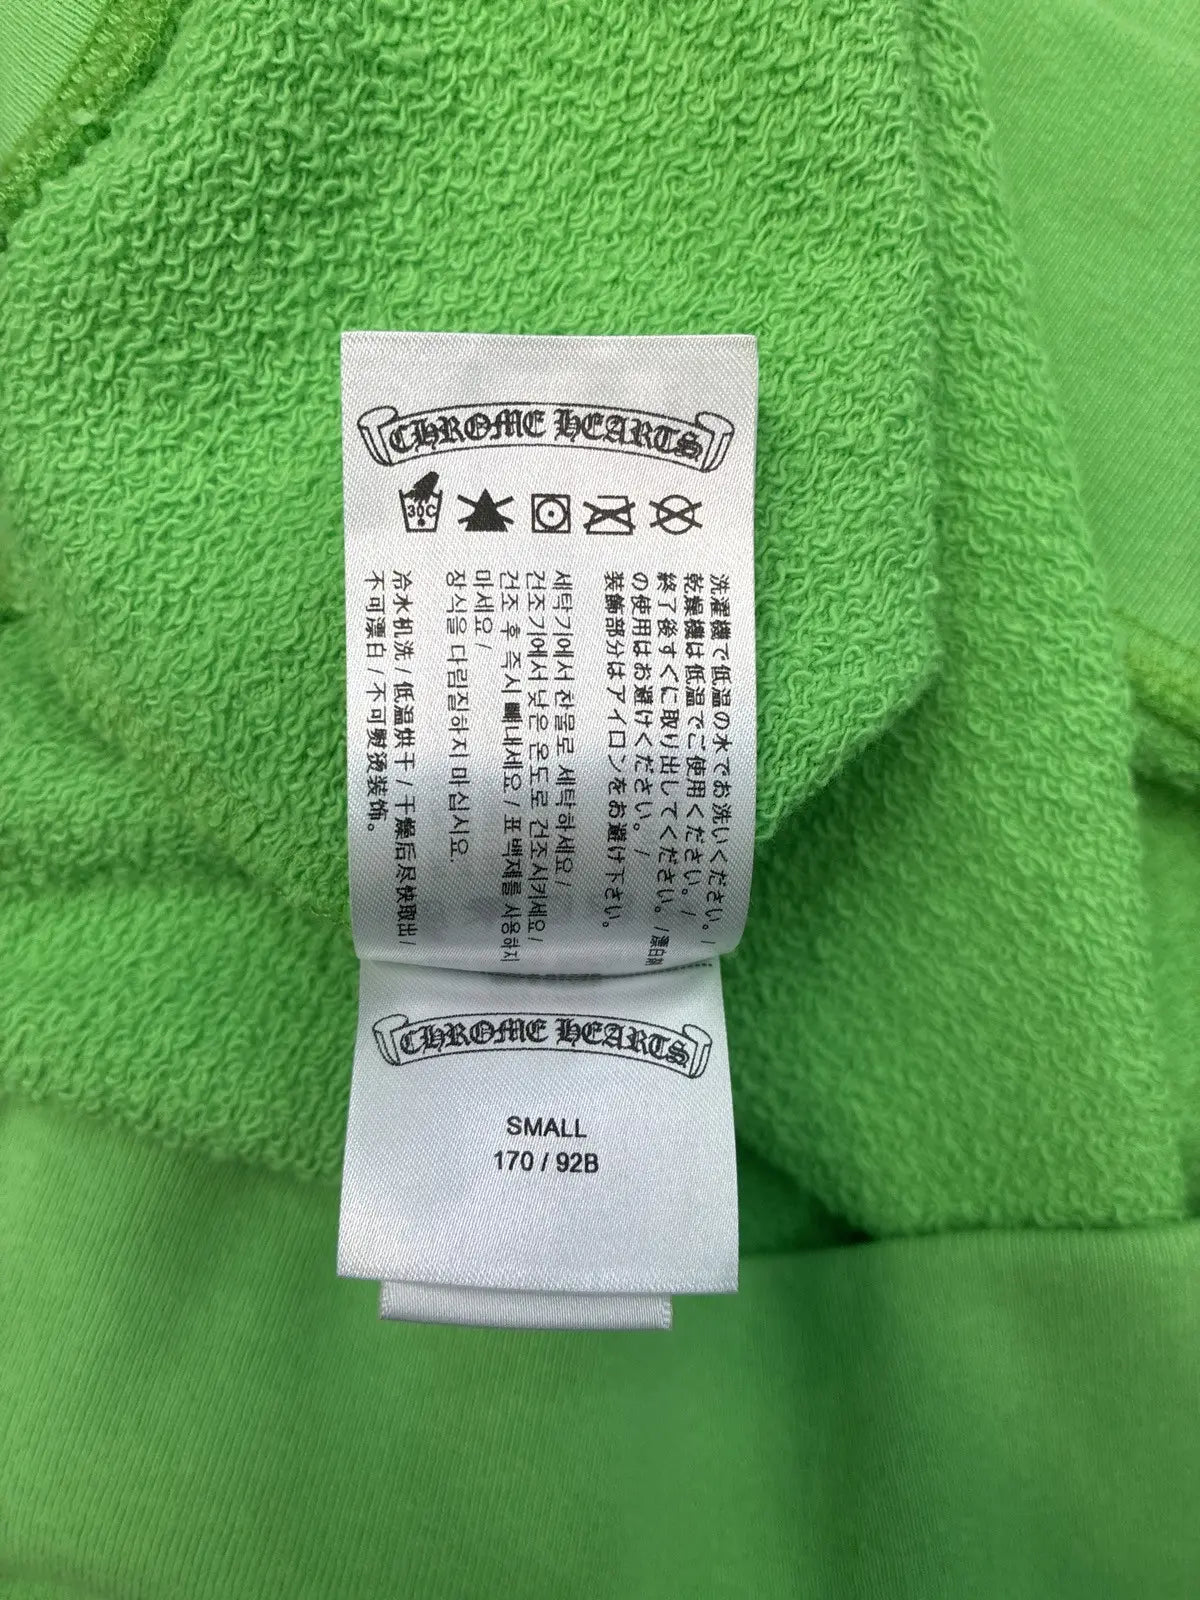 CHROME HEARTS
30C
洗濯機で低温の水でお洗いください。/
乾燥機は低温でご使用ください。/
終了後すぐに取り出してください。/漂白剤
の使用はお避けください。/
装飾部分はアイロンをお避け下さい。
세탁기에서 찬물로 세탁하세요/
건조기에서 낮은 온도로 건조시키세요/
건조 후 즉시 빼내세요/ 표백제를 사용하지
마세요/
장식을 다림질하지 마십시요.
冷水机洗/低温烘干/干燥后尽快取出/
不可漂白/不可熨烫装饰。
CHROME HEARTS
SMALL
170 / 92B